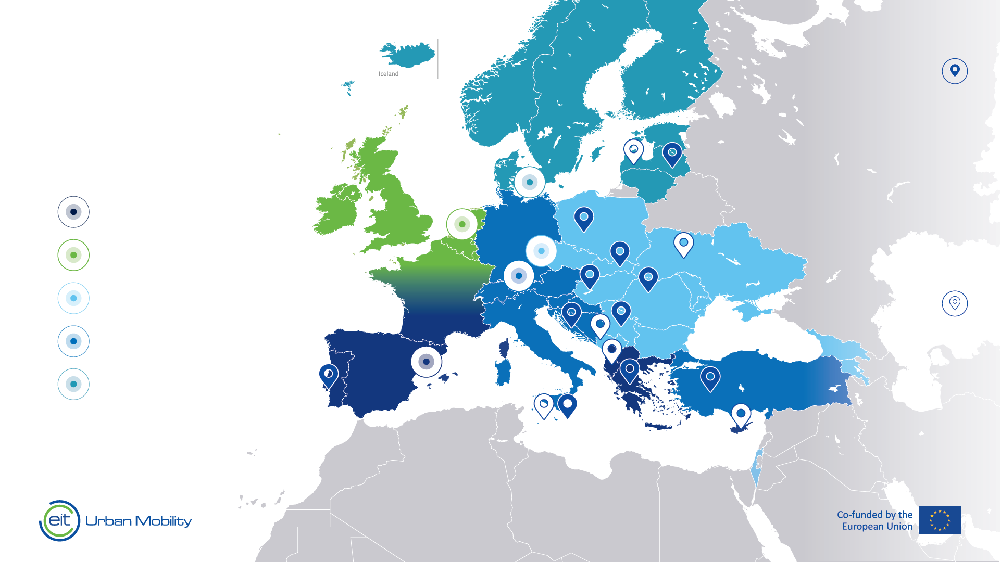 Iceland
eit Urban Mobility
Co-funded by the
European Union